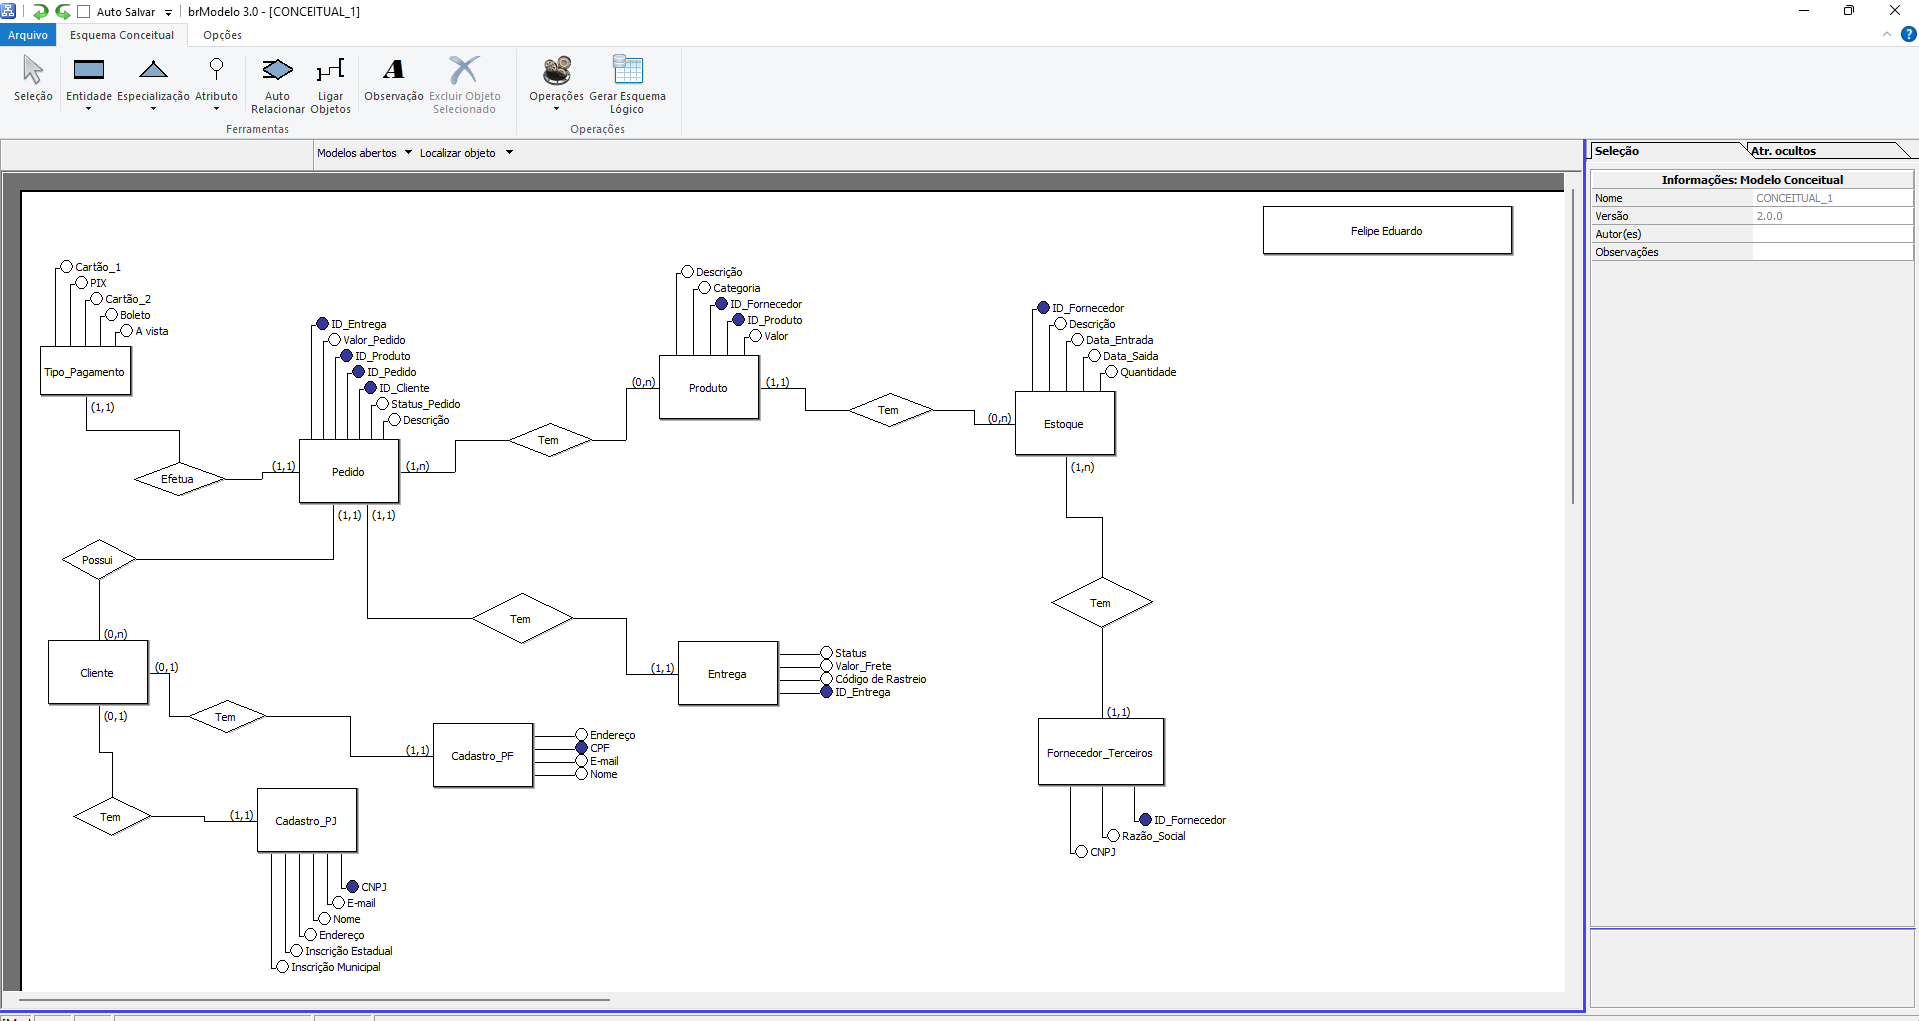 Auto Salvar
brModelo 3.0 - [CONCEITUAL_1]
Arquivo
Esquema Conceitual
Opções
?
Seleção
Entidade
Especialização
Atributo
Auto
Relacionar
Ligar
Objetos
A
Observação
Excluir Objeto
Selecionado
Operações
Gerar Esquema
Lógico
Ferramentas
Operações
Modelos abertos
Localizar objeto
Seleção
Atr. ocultos
Informações: Modelo Conceitual
Nome
CONCEITUAL_1
Versão
2.0.0
Autor(es)
Observações
Felipe Eduardo
Cartão_1
PIX
Cartão_2
Boleto
A vista
Tipo_Pagamento
(1,1)
Efetua
(1,1)
ID_Entrega
Valor_Pedido
ID_Produto
ID_Pedido
ID_Cliente
Status_Pedido
Descrição
Pedido
(1,n)
(1,1)
(1,1)
Tem
(0,n)
Descrição
Categoria
ID_Fornecedor
ID_Produto
Valor
Produto
(1,1)
Tem
(0,n)
ID_Fornecedor
Descrição
Data_Entrada
Data_Saida
Quantidade
Estoque
(1,n)
Tem
(1,1)
Fornecedor_Terceiros
ID_Fornecedor
Razão_Social
CNPJ
Possui
(0,n)
Cliente
(0,1)
(0,1)
Tem
(1,1)
Entrega
Status
Valor_Frete
Código de Rastreio
ID_Entrega
Tem
(1,1)
Cadastro_PF
Endereço
CPF
E-mail
Nome
Tem
(1,1)
Cadastro_PJ
CNPJ
E-mail
Nome
Endereço
Inscrição Estadual
Inscrição Municipal